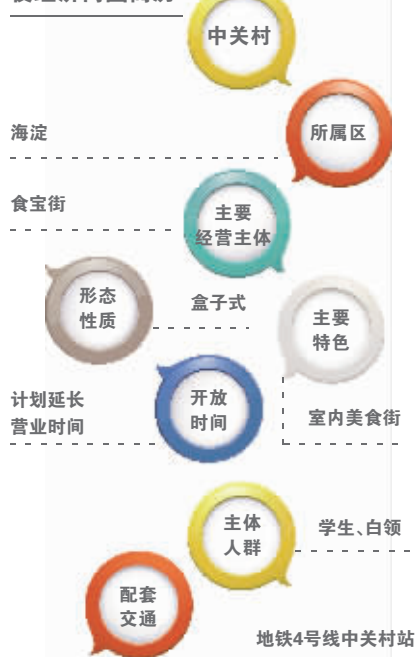 中关村
所属区
海淀
主要
经营主体
食宝街
形态
性质
盒子式
主要
特色
室内美食街
开放
时间
计划延长
营业时间
主体
人群
学生、白领
配套
交通
地铁4号线中关村站